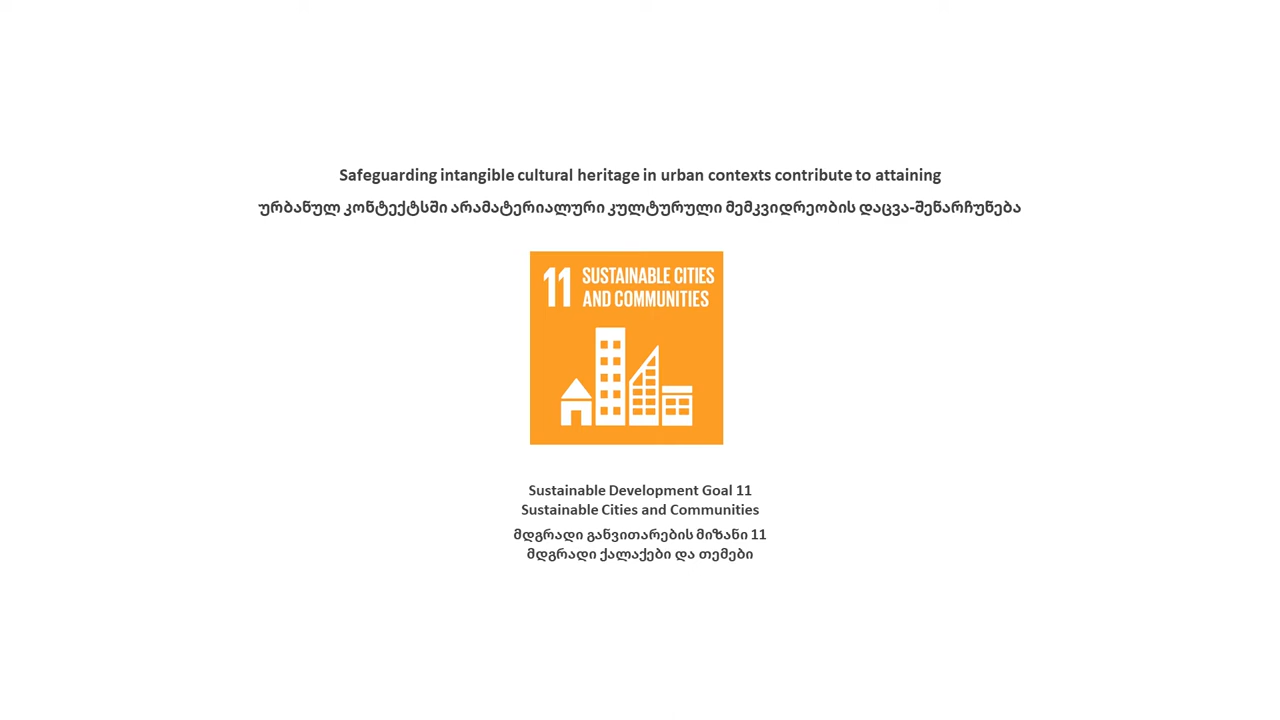 Safeguarding intangible cultural heritage in urban contexts contribute to attaining
ურბანულ კონტექტსში არამატერიალური კულტურული მემკვიდრეობის დაცვა-შენარჩუნება
11 SUSTAINABLE CITIES
AND COMMUNITIES
Sustainable Development Goal 11
Sustainable Cities and Communities
მდგრადი განვითარების მიზანი 11
მდგრადი ქალაქები და თემები